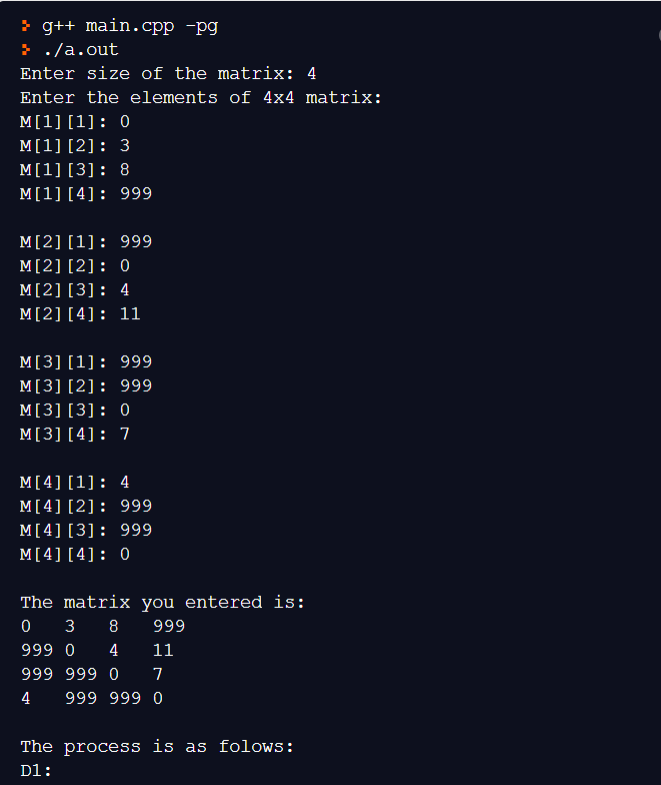 g++ main.cpp -pg
./a.out
Enter size of the matrix: 4
Enter the elements of 4x4 matrix:
M[1][1]: 0
M[1][2]: 3
M[1][3]: 8
M[1][4]: 999
M[2][1]: 999
M[2][2]: 0
M[2][3]: 4
M[2][4]: 11
M[3][1]: 999
M[3][2]: 999
M[3][3]: 0
M[3][4]: 7
M[4][1]: 4
M[4][2]: 999
M[4][3]: 999
M[4][4]: 0
The matrix you entered is:
0 3 8 999
999 0 4 11
999 999 0 7
4 999 999 0
The process is as folows:
D1: